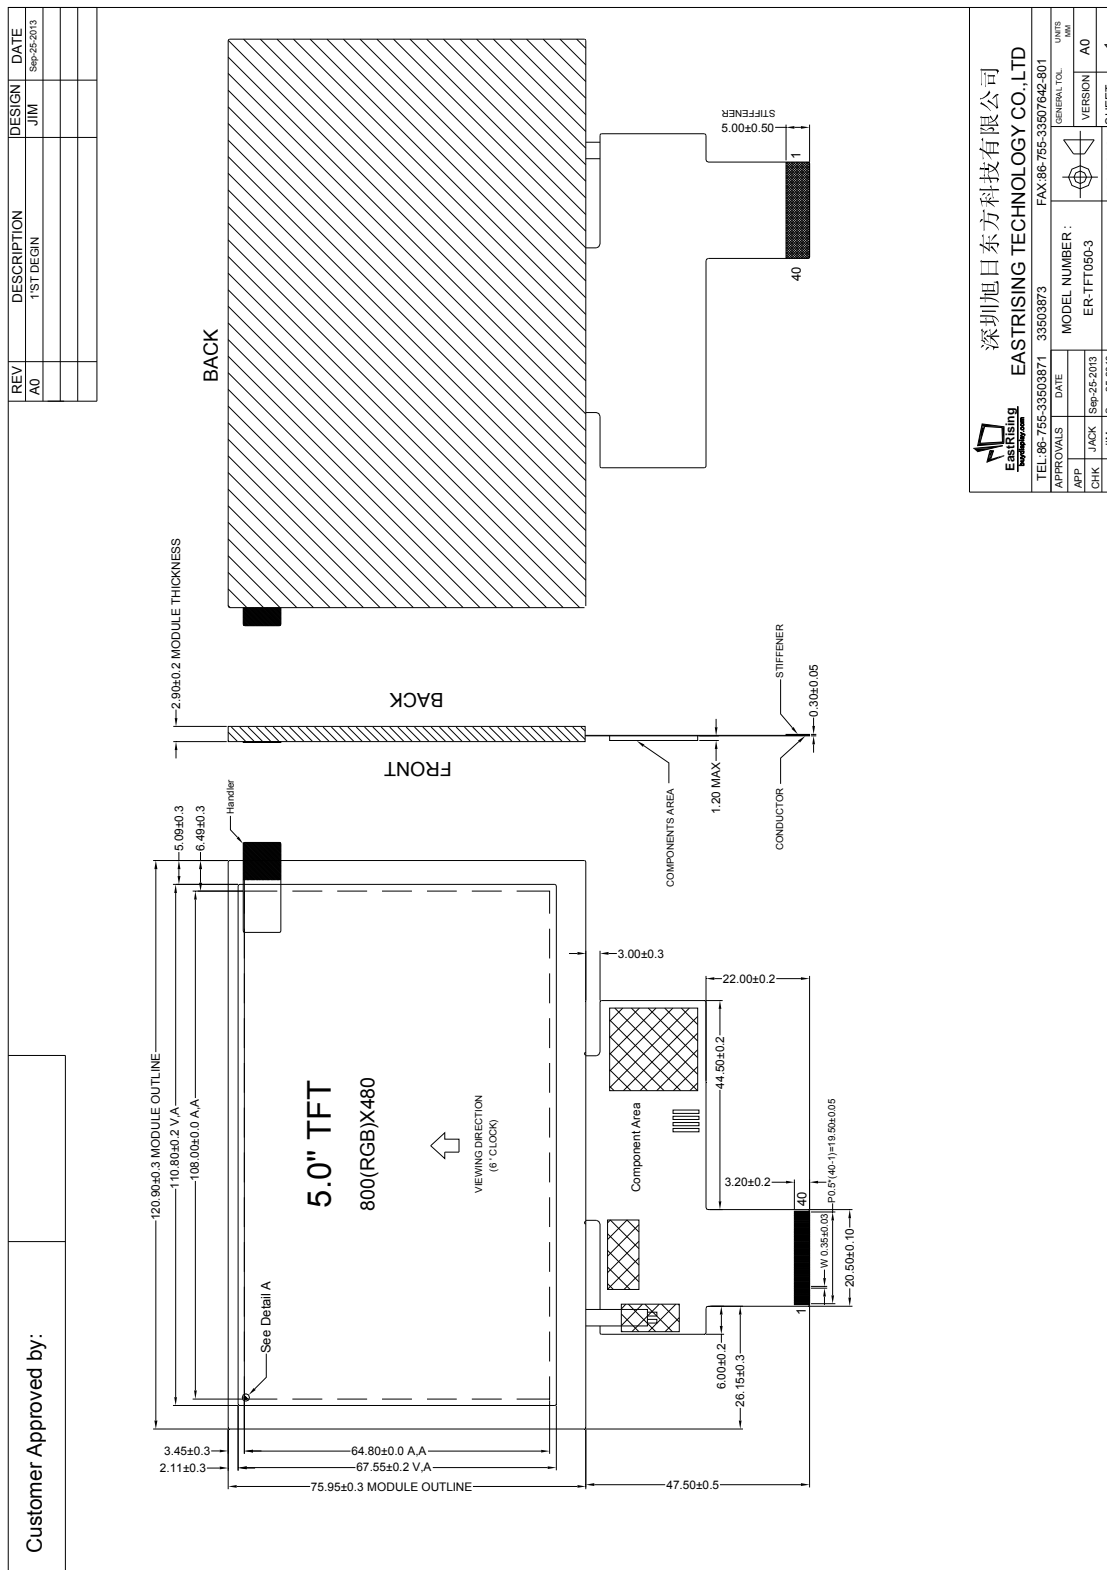 Customer Approved by:
REV DESCRIPTION DESIGN DATE
A0 1'ST DEGIN JIM Sep-25-2013
120.90±0.3 MODULE OUTLINE
110.80±0.2 V,A
108.00±0.0 A,A
5.09±0.3
6.49±0.3
Handler
2.90±0.2 MODULE THICKNESS
BACK
3.45±0.3
2.11±0.3
64.80±0.0 A,A
67.55±0.2 V,A
75.95±0.3 MODULE OUTLINE
47.50±0.5
See Detail A
5.0" TFT
800(RGB)X480
VIEWING DIRECTION
(6 ' CLOCK)
FRONT
BACK
3.00±0.3
Component Area
22.00±0.2
44.50±0.2
3.20±0.2
1
40
W 0.35±0.03
P0.5*(40-1)=19.50±0.05
20.50±0.10
6.00±0.2
26.15±0.3
COMPONENTS AREA
1.20 MAX
CONDUCTOR
STIFFENER
0.30±0.05
STIFFENER
5.00±0.50
40
1
EastRising
buydisplay.com
深圳旭日东方科技有限公司
EASTRISING TECHNOLOGY CO.,LTD
TEL:86-755-33503871 33503873 FAX:86-755-33507642-801
APPROVALS DATE
MODEL NUMBER :
GENERAL TOL. UNITS
MM
APP
ER-TFT050-3
VERSION A0
CHK JACK Sep-25-2013